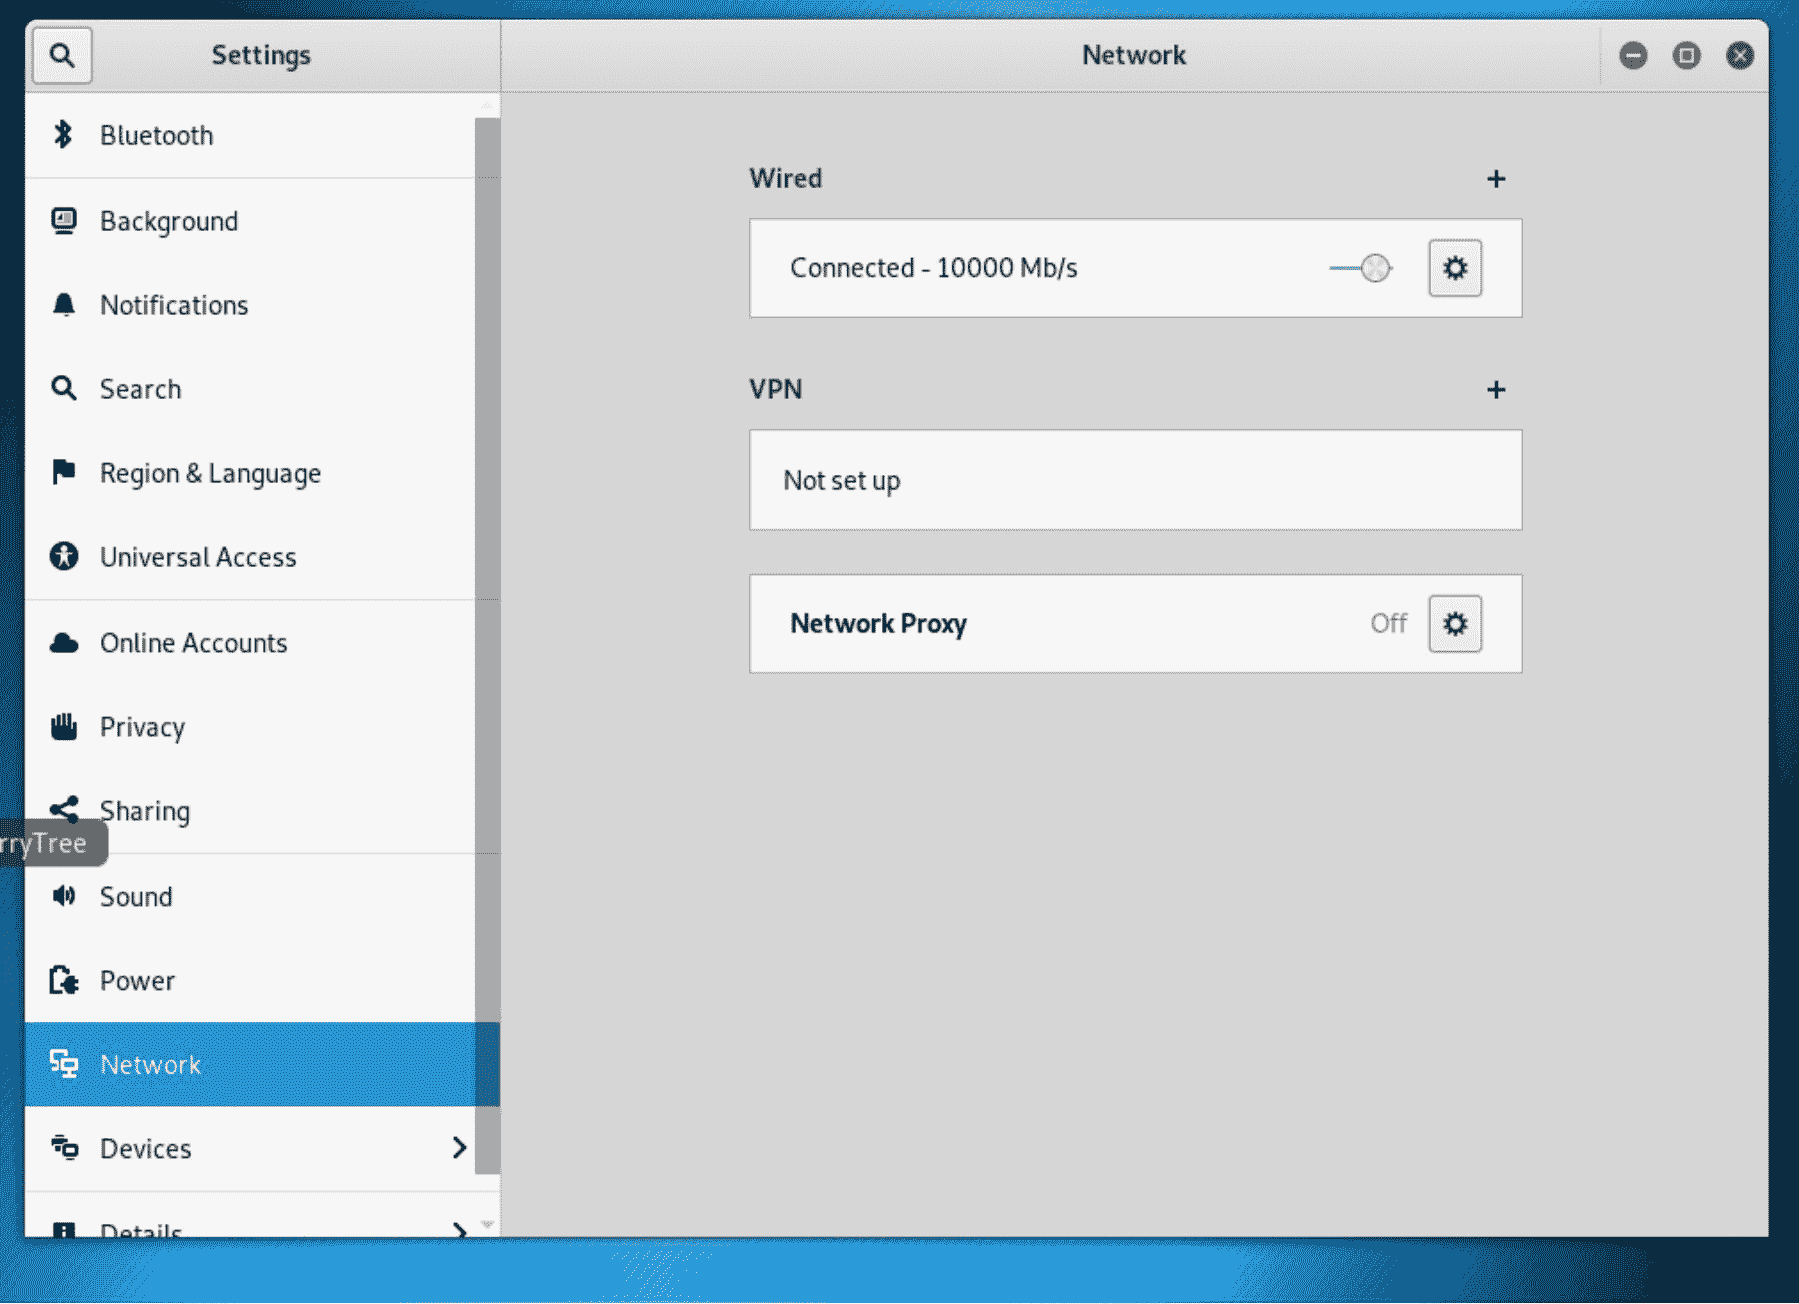 Settings
Network
Bluetooth
Background
Notifications
Search
Region & Language
Universal Access
Online Accounts
Privacy
Sharing
rryTree
Sound
Power
Network
Devices
Details
Wired
Connected - 10000 Mb/s
VPN
Not set up
Network Proxy
Off